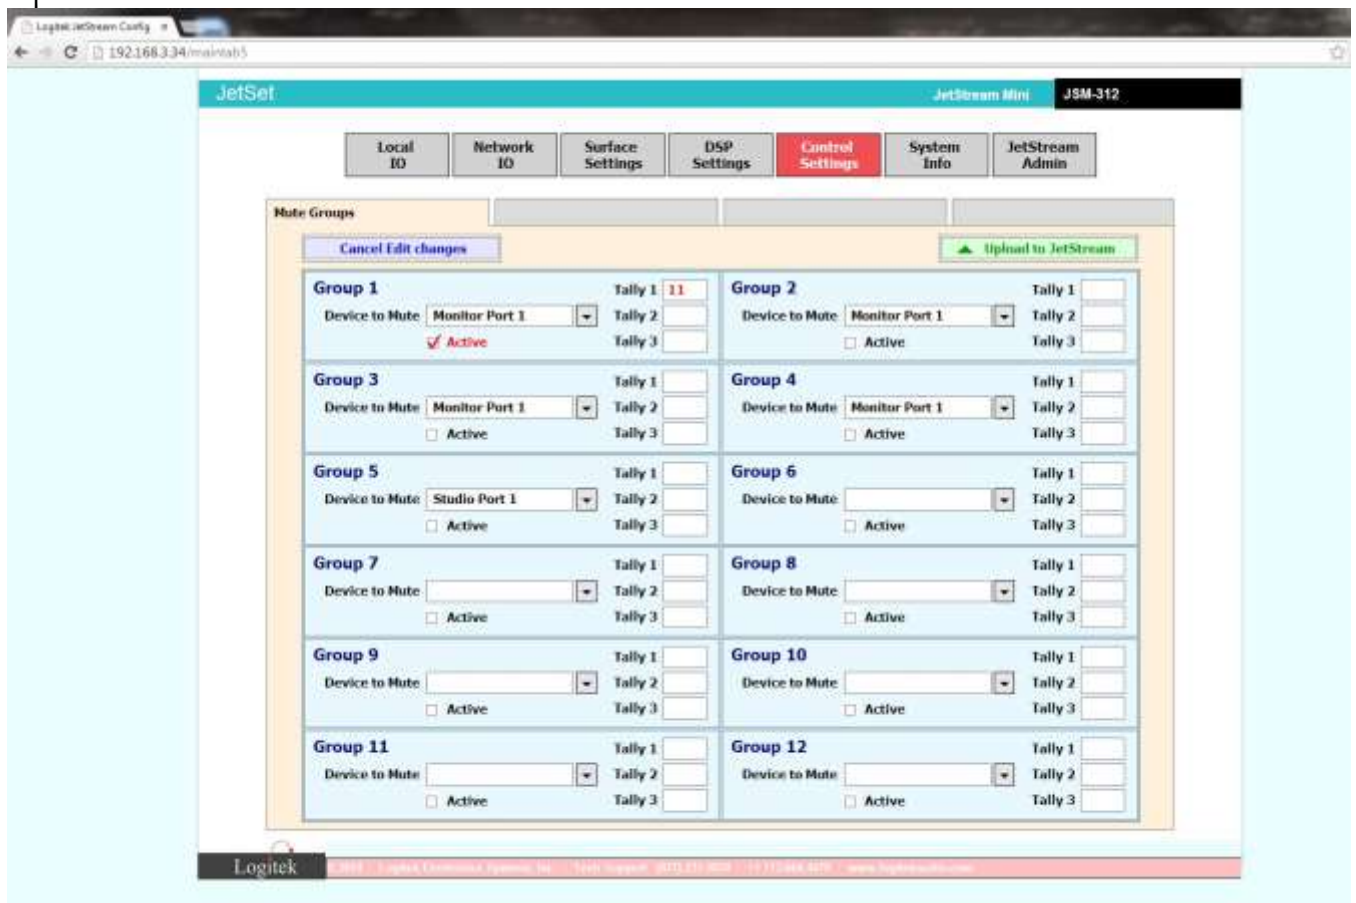 Logitek JetStream Config
192.168.3.34/maintab5
JetSet JetStream Mini JSM-312
Local IO Network IO Surface Settings DSP Settings Control Settings System Info JetStream Admin
Mute Groups
Cancel Edit changes Upload to JetStream
Group 1 Tally 1 11 Group 2 Tally 1
Device to Mute Monitor Port 1 Tally 2 Device to Mute Monitor Port 1 Tally 2
Active Tally 3 Active Tally 3
Group 3 Tally 1 Group 4 Tally 1
Device to Mute Monitor Port 1 Tally 2 Device to Mute Monitor Port 1 Tally 2
Active Tally 3 Active Tally 3
Group 5 Tally 1 Group 6 Tally 1
Device to Mute Studio Port 1 Tally 2 Device to Mute Tally 2
Active Tally 3 Active Tally 3
Group 7 Tally 1 Group 8 Tally 1
Device to Mute Tally 2 Device to Mute Tally 2
Active Tally 3 Active Tally 3
Group 9 Tally 1 Group 10 Tally 1
Device to Mute Tally 2 Device to Mute Tally 2
Active Tally 3 Active Tally 3
Group 11 Tally 1 Group 12 Tally 1
Device to Mute Tally 2 Device to Mute Tally 2
Active Tally 3 Active Tally 3
Logitek